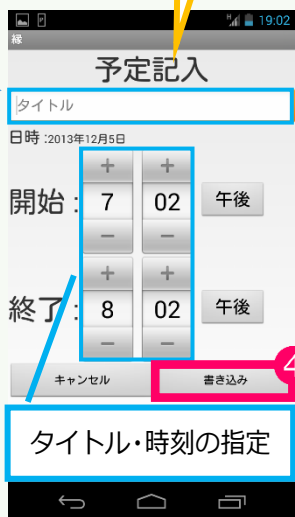 H 19:02
縁
予定記入
タイトル
日時:2013年12月5日
+ +
開始: 7 02 午後
− −
+ +
終了: 8 02 午後
− −
キャンセル 書き込み 4
タイトル・時刻の指定